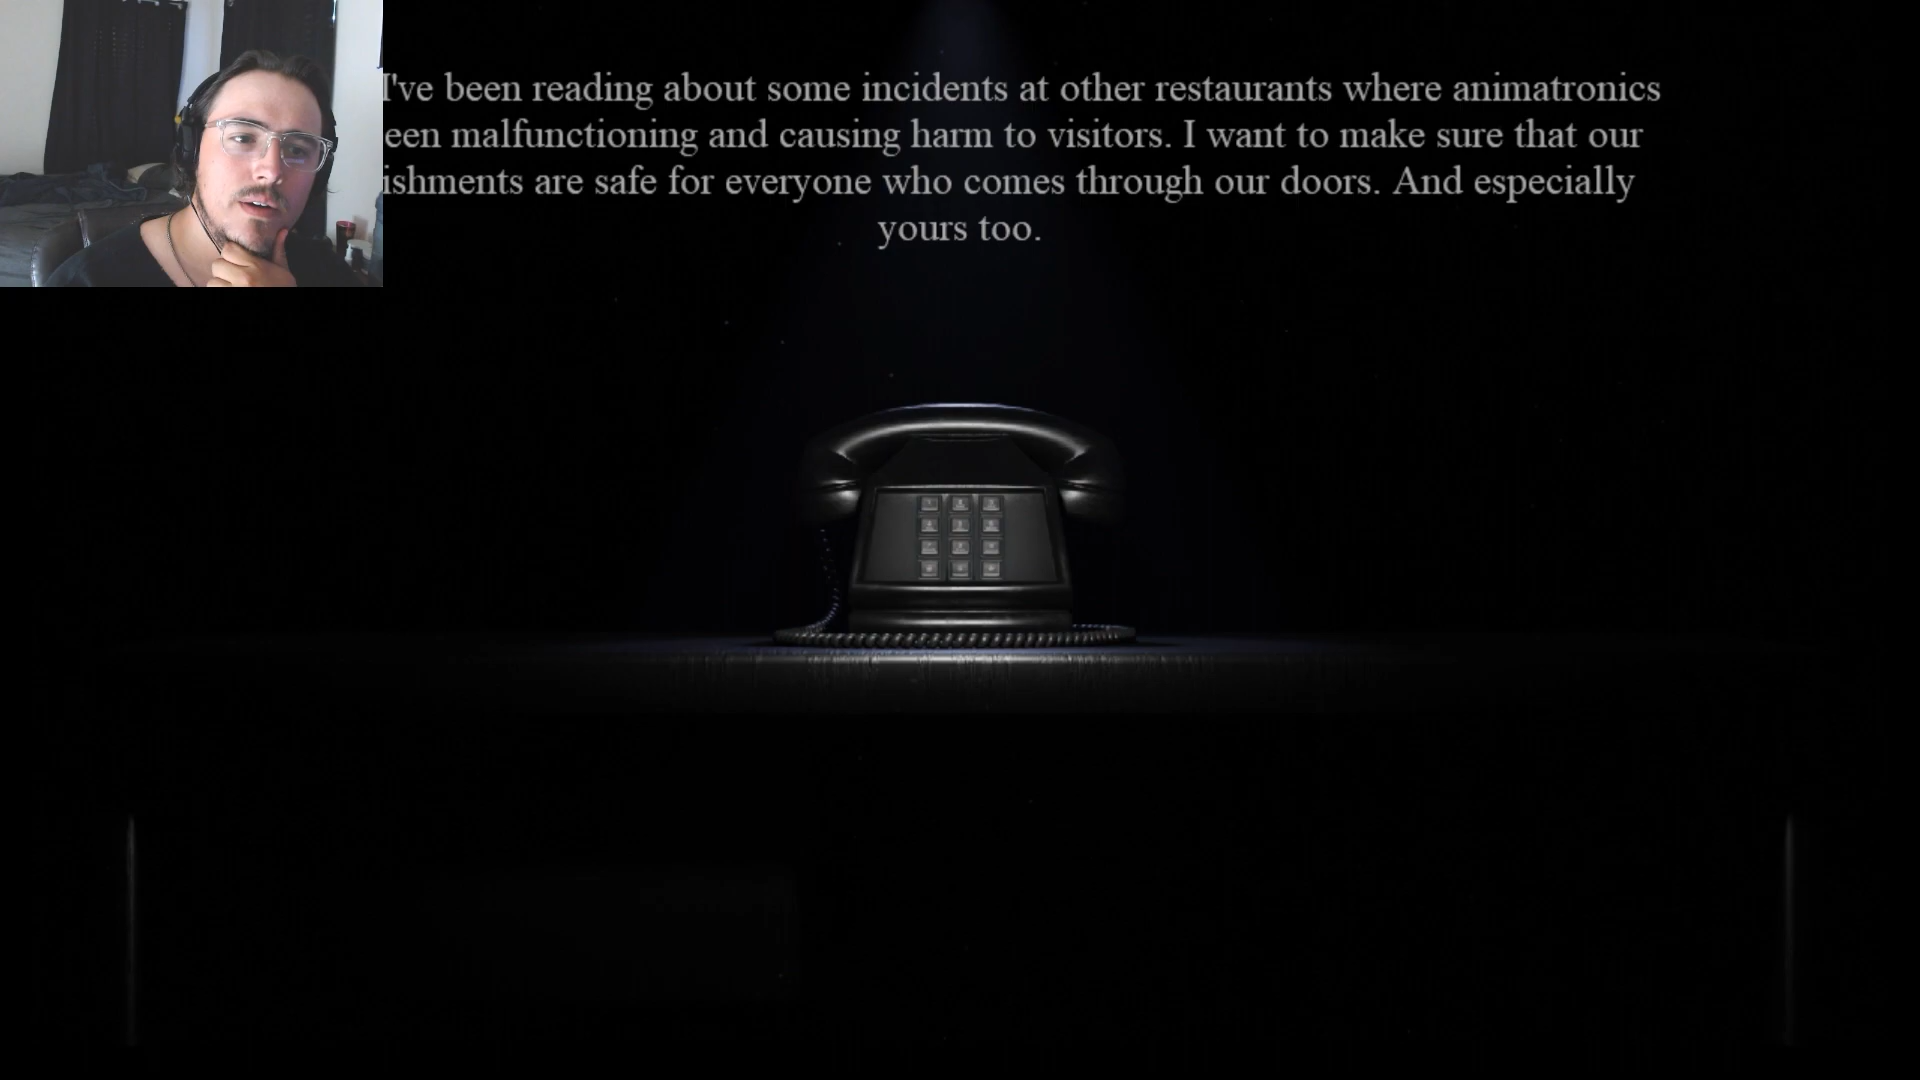 I've been reading about some incidents at other restaurants where animatronics
een malfunctioning and causing harm to visitors. I want to make sure that our
ishments are safe for everyone who comes through our doors. And especially
yours too.